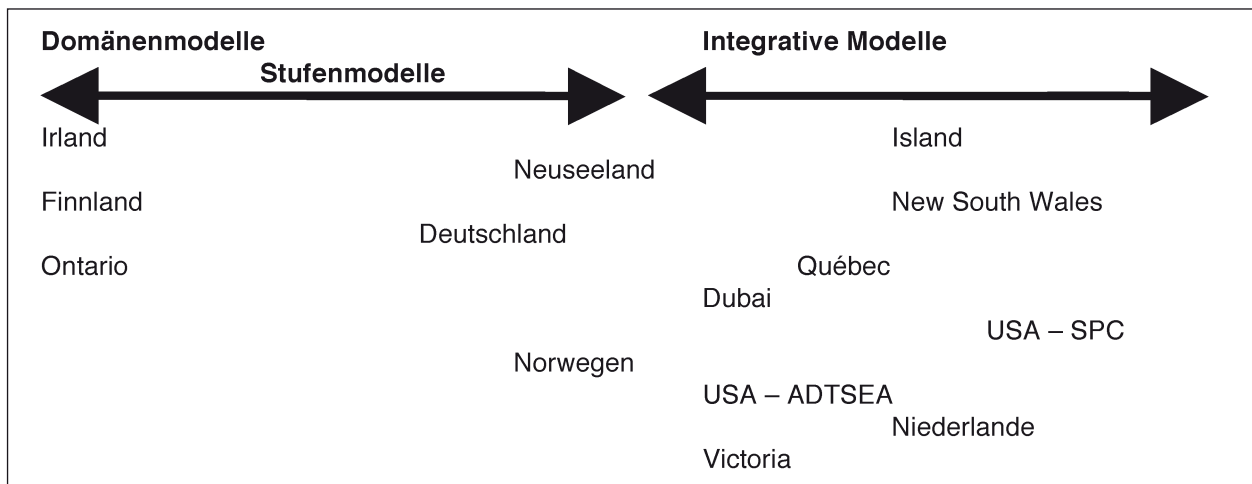 Domänenmodelle Integrative Modelle
Stufenmodelle
Irland Island
Neuseeland
Finnland New South Wales
Deutschland
Ontario Québec
Dubai
USA – SPC
Norwegen
USA – ADTSEA
Niederlande
Victoria